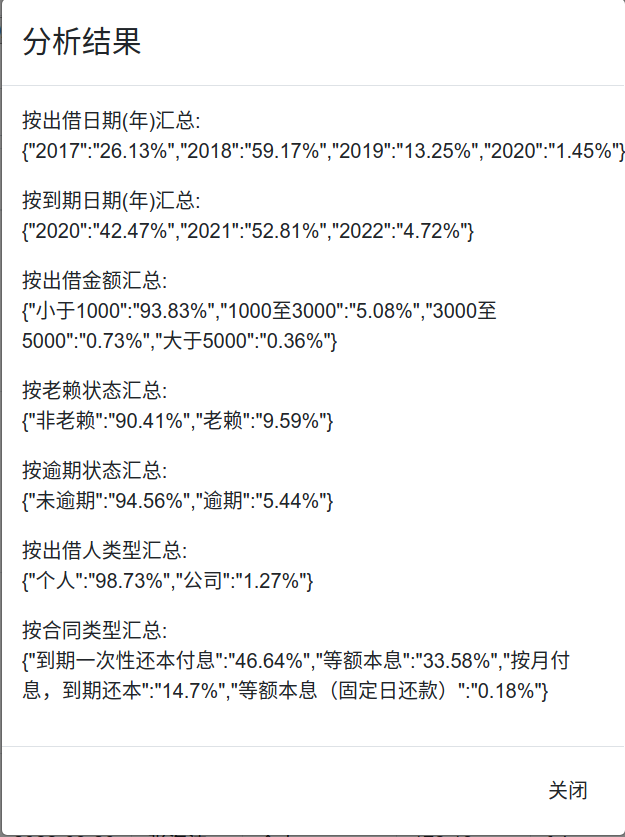 分析结果
按出借日期(年)汇总:
{"2017":"26.13%","2018":"59.17%","2019":"13.25%","2020":"1.45%"}
按到期日期(年)汇总:
{"2020":"42.47%","2021":"52.81%","2022":"4.72%"}
按出借金额汇总:
{"小于1000":"93.83%","1000至3000":"5.08%","3000至
5000":"0.73%","大于5000":"0.36%"}
按老赖状态汇总:
{"非老赖":"90.41%","老赖":"9.59%"}
按逾期状态汇总:
{"未逾期":"94.56%","逾期":"5.44%"}
按出借人类型汇总:
{"个人":"98.73%","公司":"1.27%"}
按合同类型汇总:
{"到期一次性还本付息":"46.64%","等额本息":"33.58%","按月付
息，到期还本":"14.7%","等额本息（固定日还款）":"0.18%"}
关闭